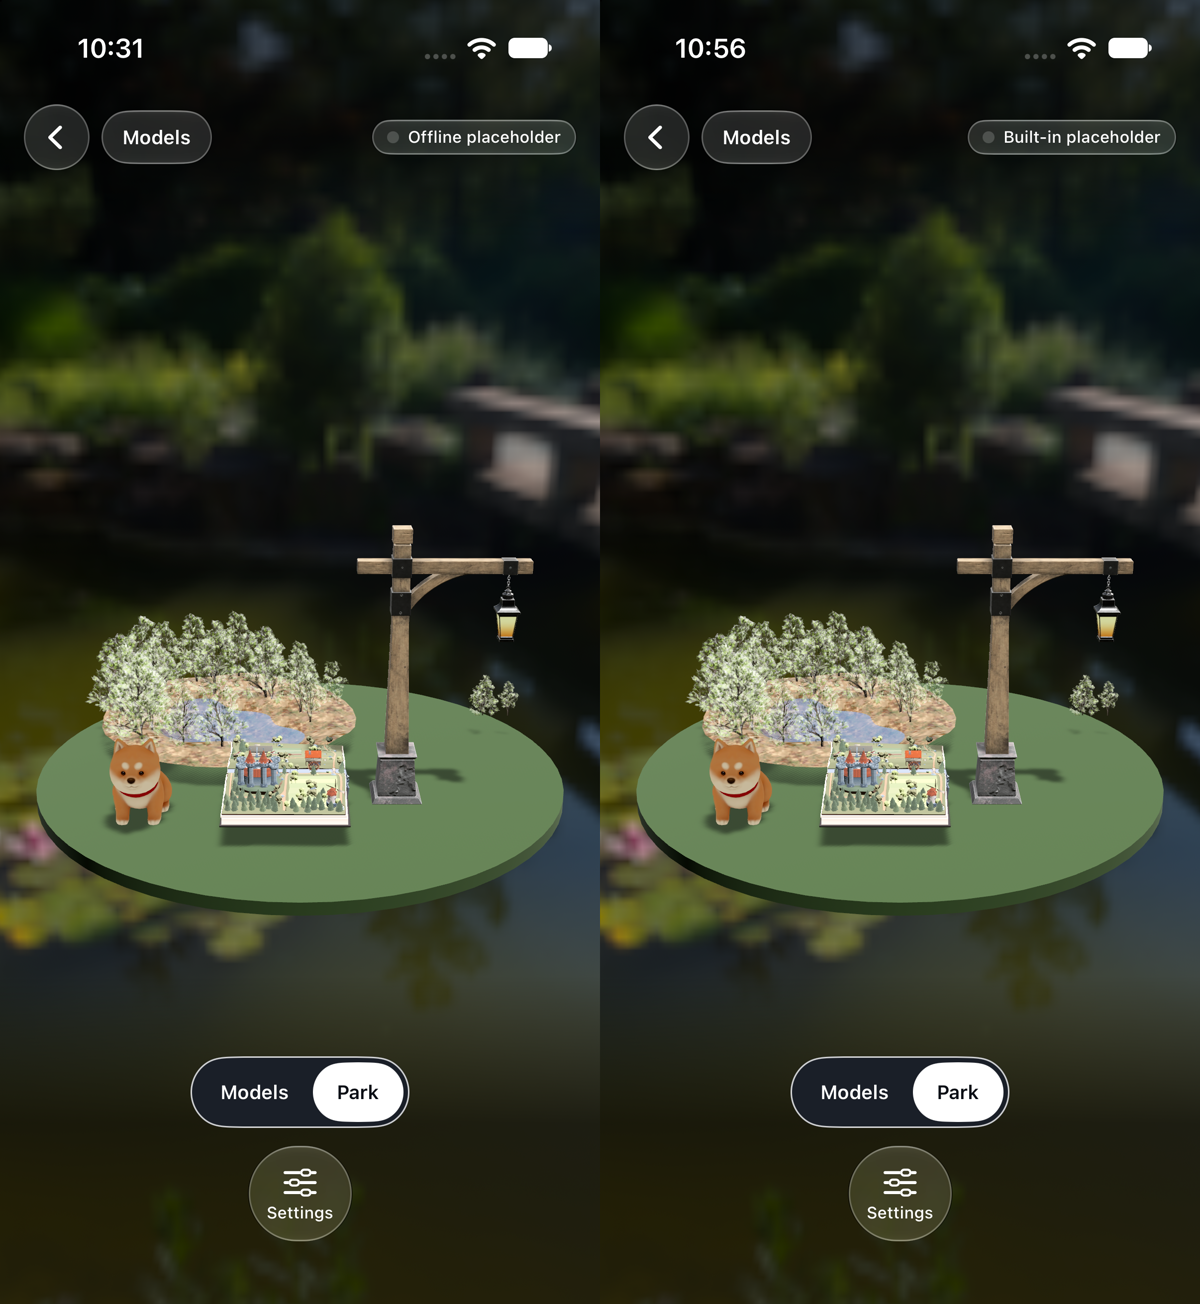 10:31
Models
Offline placeholder
Models
Park
Settings
10:56
Models
Built-in placeholder
Models
Park
Settings